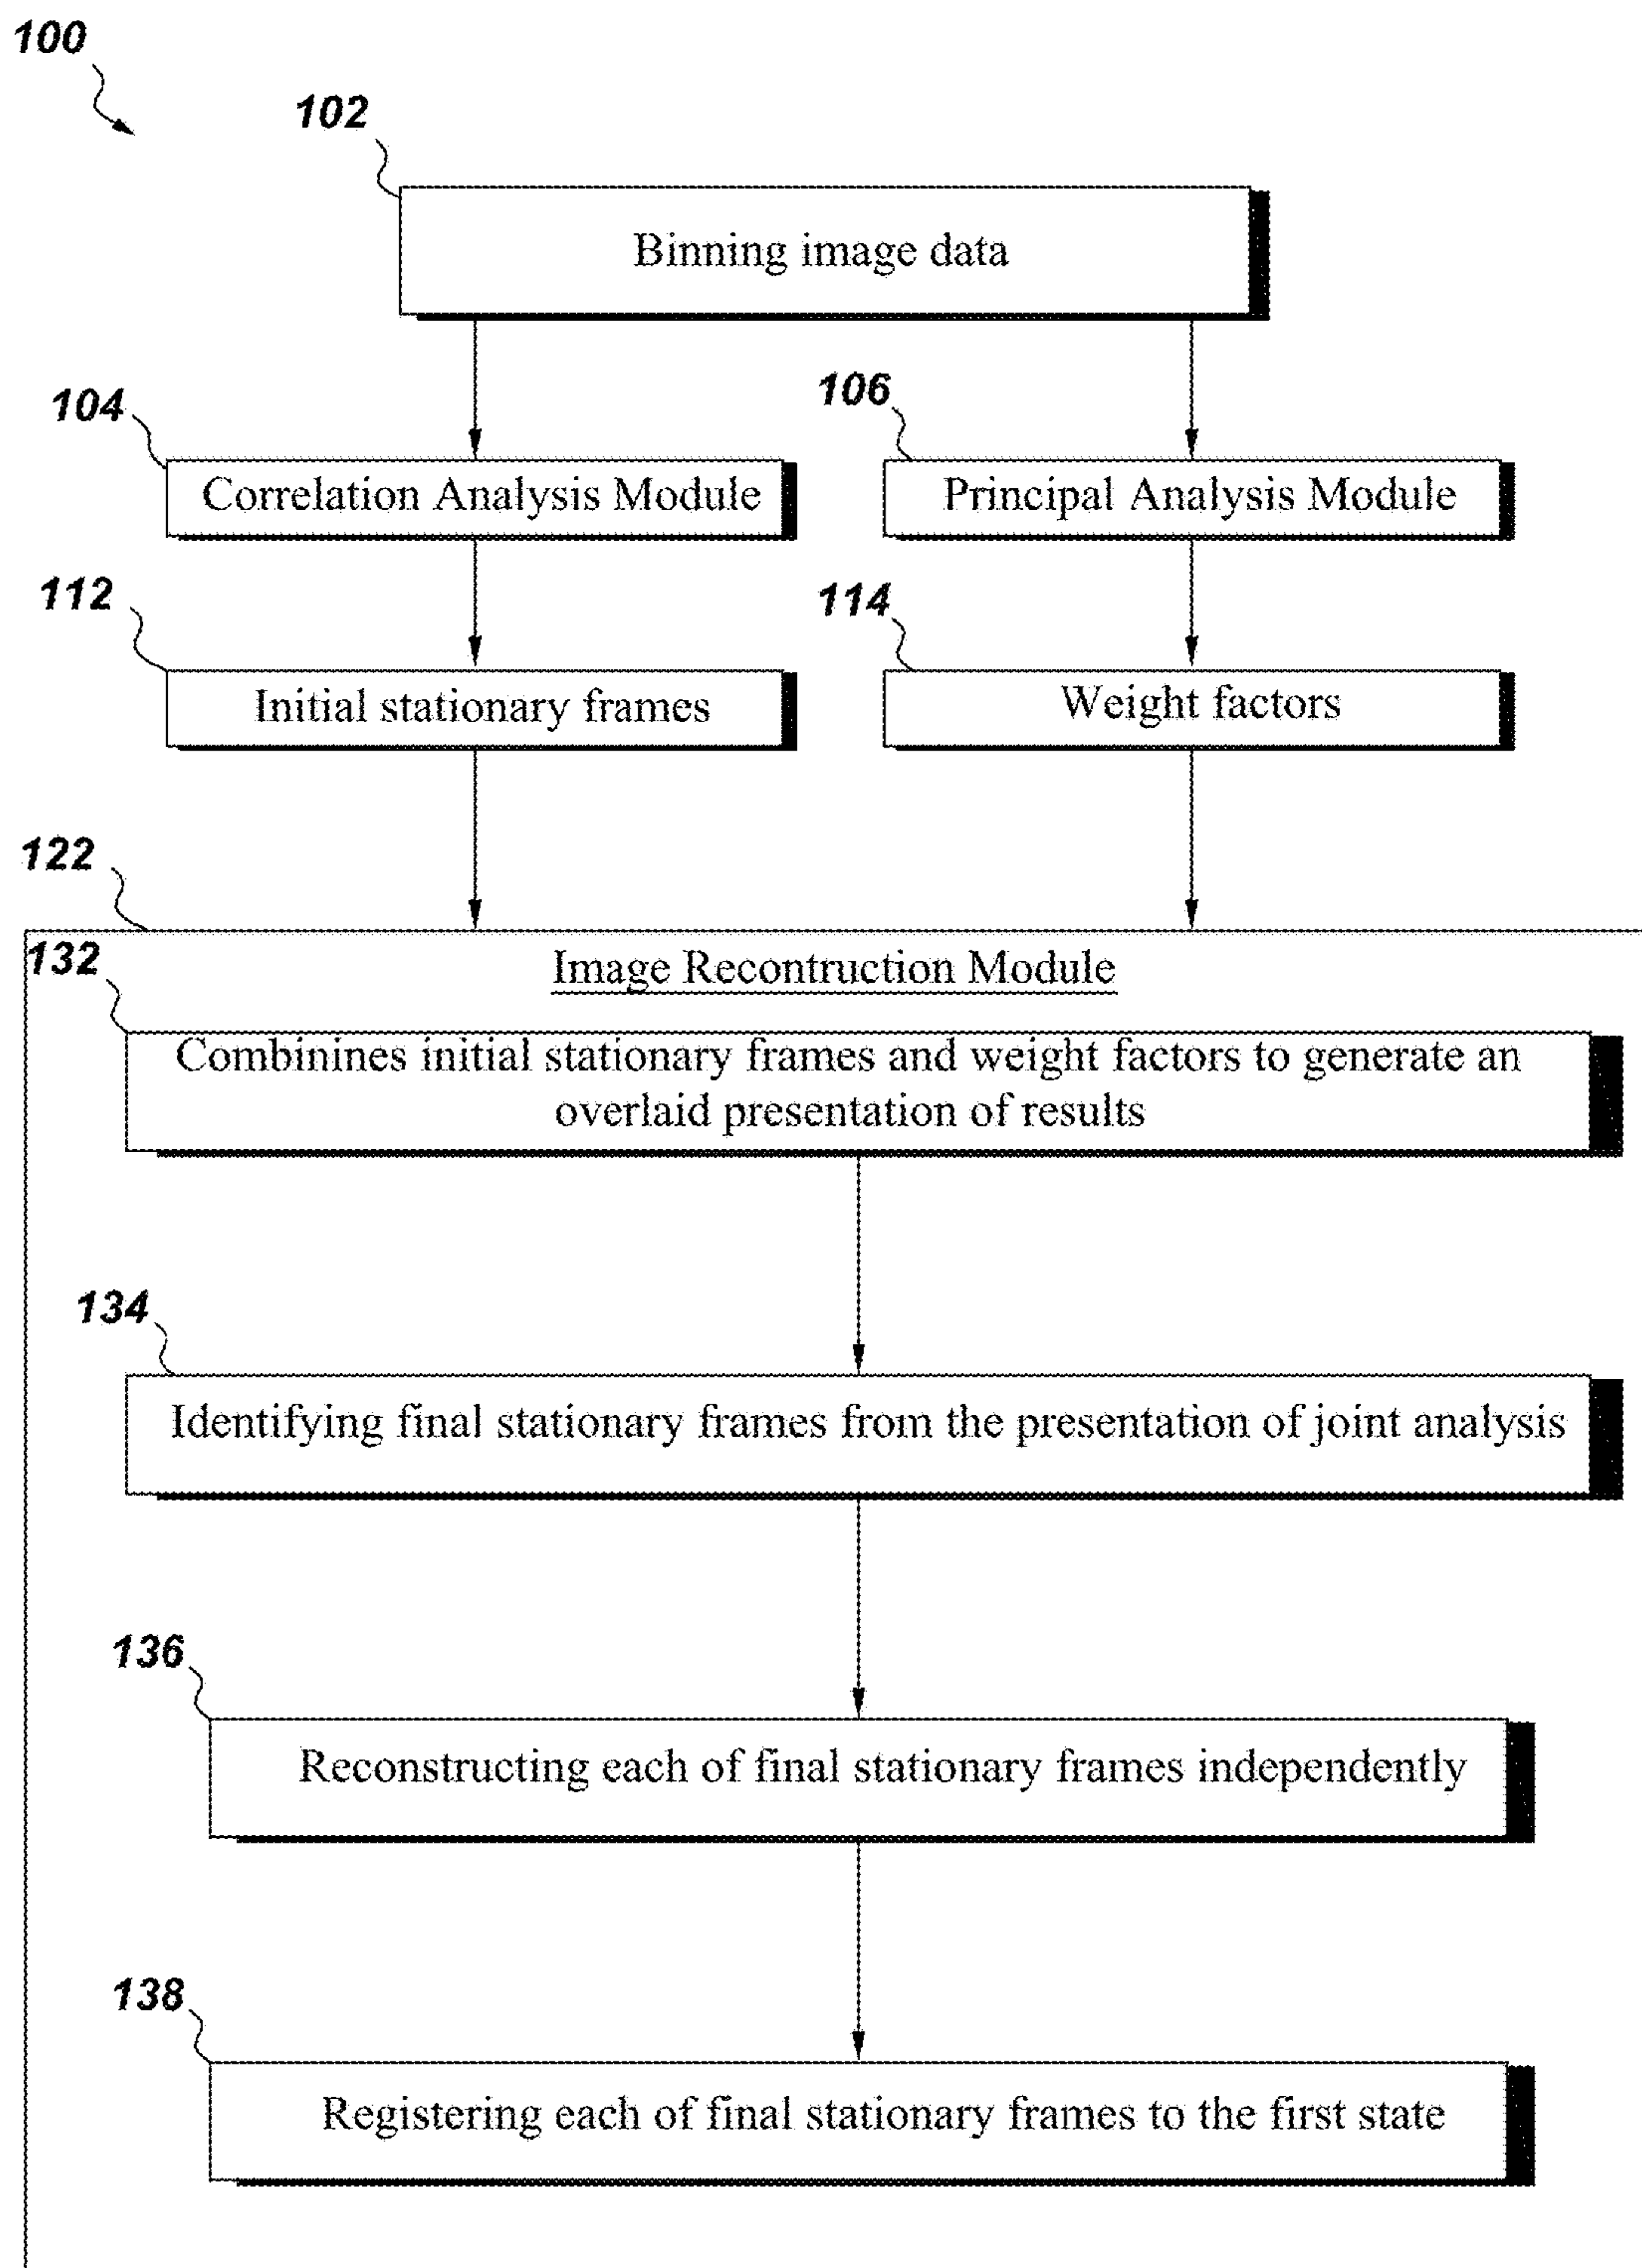 100
102
Binning image data
104
106
Correlation Analysis Module
Principal Analysis Module
112
114
Initial stationary frames
Weight factors
122
132
Image Recontruction Module
Combinines initial stationary frames and weight factors to generate an
overlaid presentation of results
134
Identifying final stationary frames from the presentation of joint analysis
136
Reconstructing each of final stationary frames independently
138
Registering each of final stationary frames to the first state